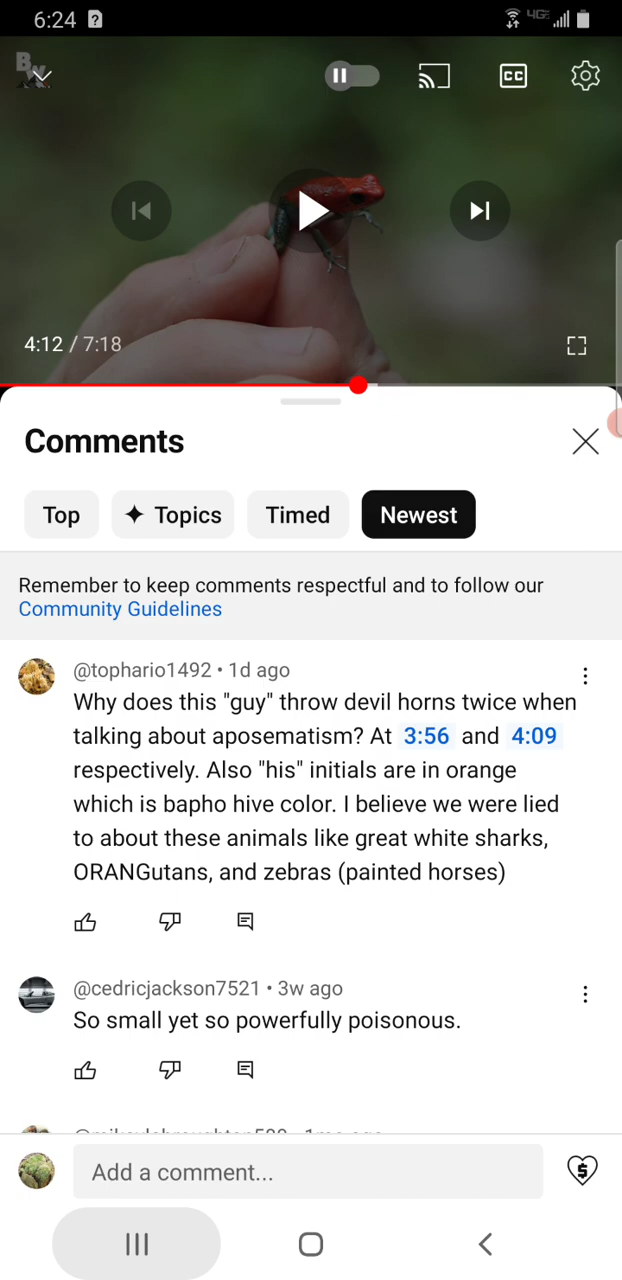 6:24
4GE
BW
CC
4:12 / 7:18
Comments
Top
Topics
Timed
Newest
Remember to keep comments respectful and to follow our
Community Guidelines
@tophario1492 • 1d ago
Why does this "guy" throw devil horns twice when
talking about aposematism? At 3:56 and 4:09
respectively. Also "his" initials are in orange
which is bapho hive color. I believe we were lied
to about these animals like great white sharks,
ORANGutans, and zebras (painted horses)
@cedricjackson7521 • 3w ago
So small yet so powerfully poisonous.
Add a comment...